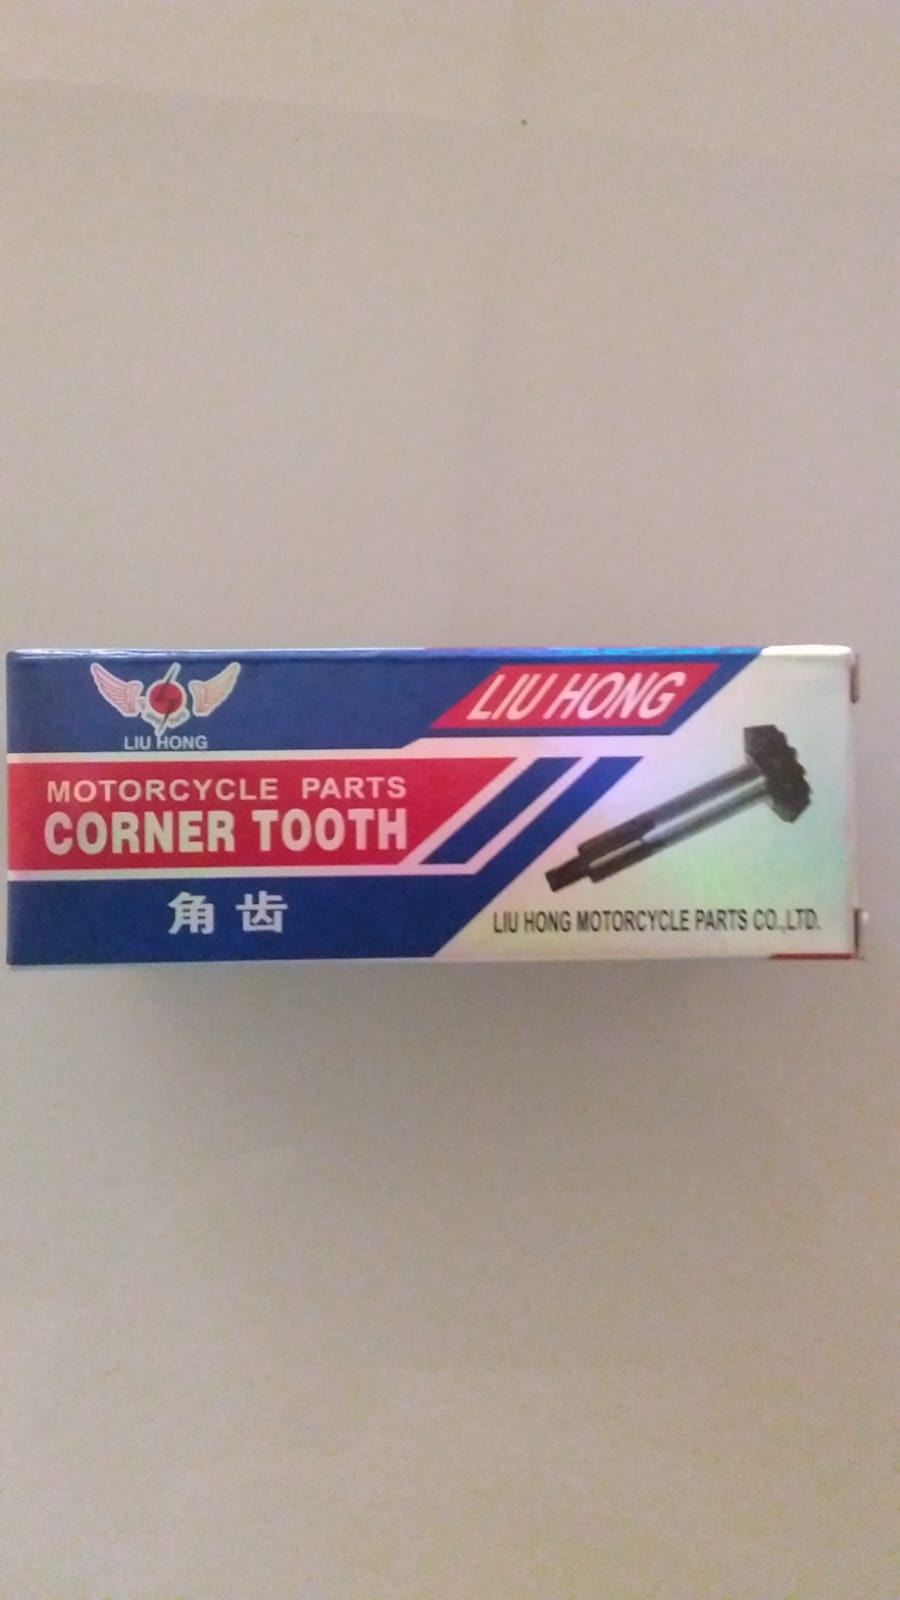 LIU HONG
LIU HONG
MOTORCYCLE PARTS
CORNER TOOTH
角齿
LIU HONG MOTORCYCLE PARTS CO.,LTD.